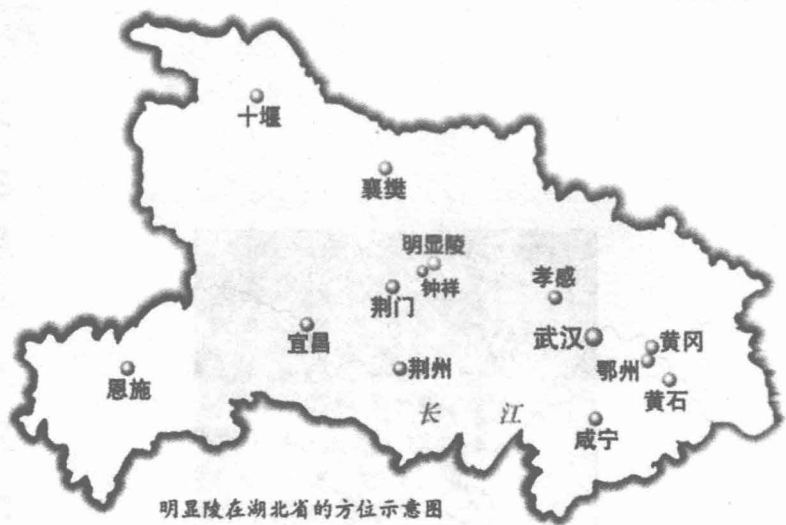 十堰
襄樊
明显陵
钟祥
孝感
荆门
武汉
宜昌
黄冈
恩施
荆州
鄂州
黄石
长江
咸宁
明显陵在湖北省的方位示意图